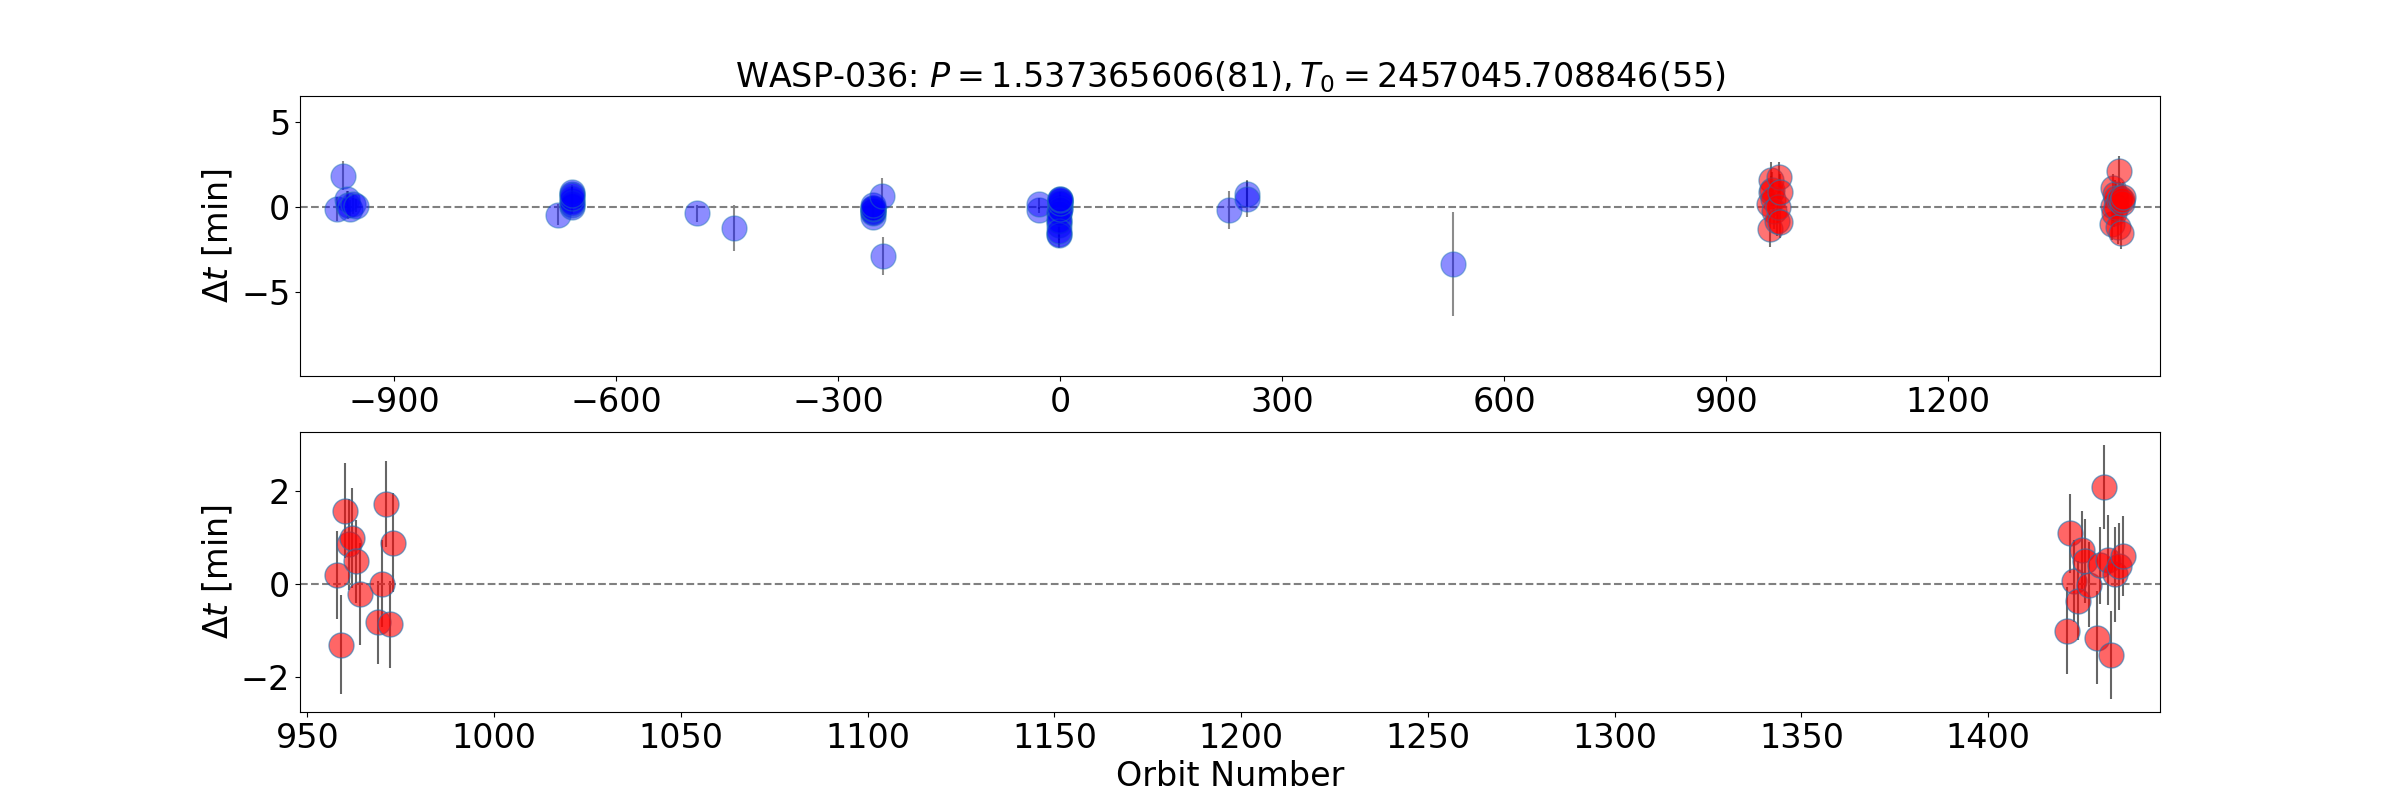 WASP-036: P = 1.537365606(81), T₀ = 2457045.708846(55)
5
0
−5
Δt [min]
−900 −600 −300 0 300 600 900 1200
2
0
−2
Δt [min]
950 1000 1050 1100 1150 1200 1250 1300 1350 1400
Orbit Number